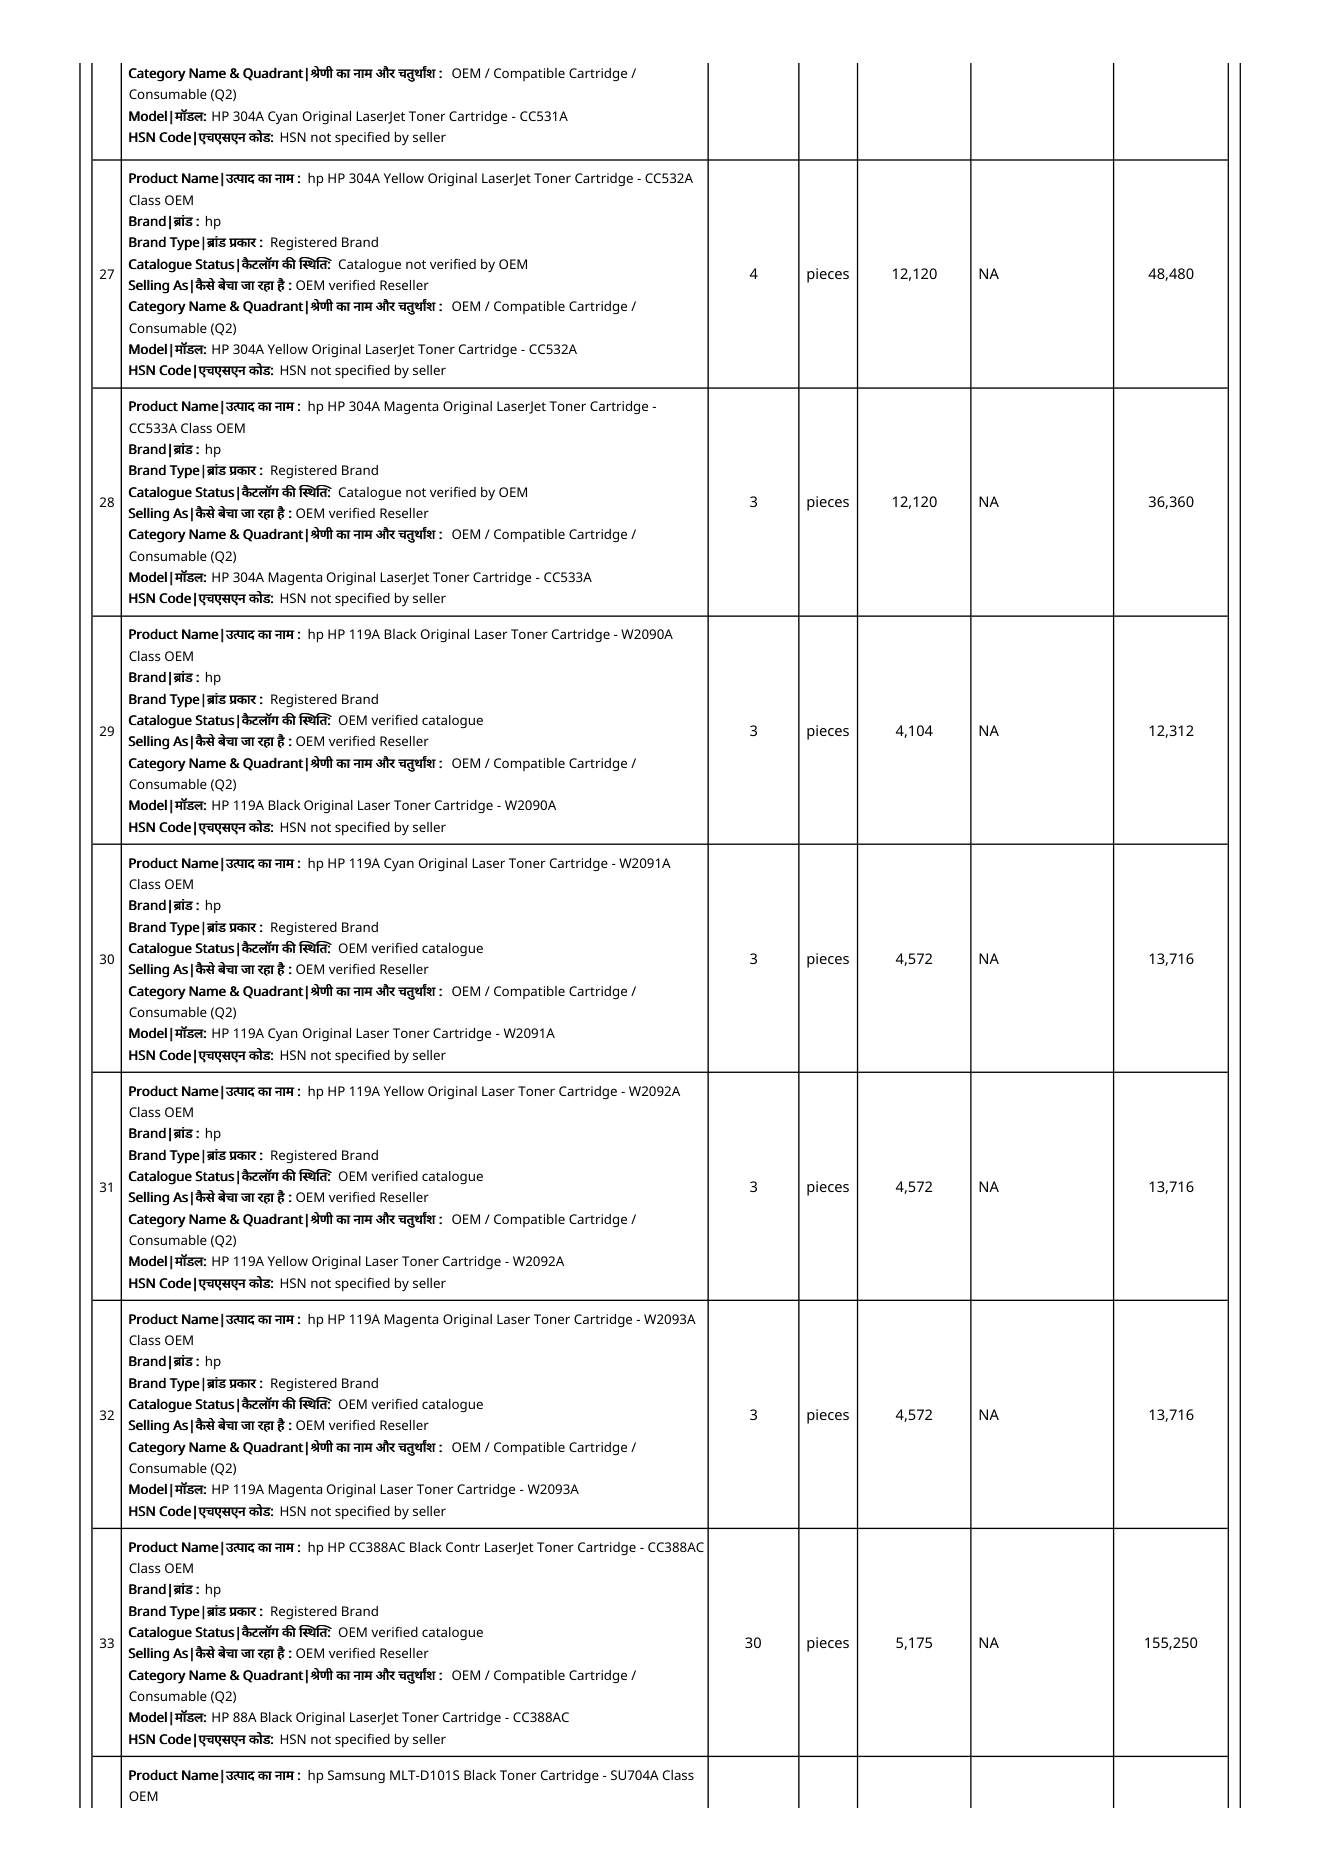 Category Name & Quadrant|श्रेणी का नाम और चतुर्थांश : OEM / Compatible Cartridge /
Consumable (Q2)
Model|मॉडल: HP 304A Cyan Original LaserJet Toner Cartridge - CC531A
HSN Code|एचएसएन कोड: HSN not specified by seller
Product Name|उत्पाद का नाम : hp HP 304A Yellow Original LaserJet Toner Cartridge - CC532A
Class OEM
Brand|ब्रांड : hp
Brand Type|ब्रांड प्रकार : Registered Brand
Catalogue Status|कैटलॉग की स्थिति: Catalogue not verified by OEM
Selling As|कैसे बेचा जा रहा है : OEM verified Reseller
Category Name & Quadrant|श्रेणी का नाम और चतुर्थांश : OEM / Compatible Cartridge /
Consumable (Q2)
Model|मॉडल: HP 304A Yellow Original LaserJet Toner Cartridge - CC532A
HSN Code|एचएसएन कोड: HSN not specified by seller
27 4 pieces 12,120 NA 48,480
Product Name|उत्पाद का नाम : hp HP 304A Magenta Original LaserJet Toner Cartridge -
CC533A Class OEM
Brand|ब्रांड : hp
Brand Type|ब्रांड प्रकार : Registered Brand
Catalogue Status|कैटलॉग की स्थिति: Catalogue not verified by OEM
Selling As|कैसे बेचा जा रहा है : OEM verified Reseller
Category Name & Quadrant|श्रेणी का नाम और चतुर्थांश : OEM / Compatible Cartridge /
Consumable (Q2)
Model|मॉडल: HP 304A Magenta Original LaserJet Toner Cartridge - CC533A
HSN Code|एचएसएन कोड: HSN not specified by seller
28 3 pieces 12,120 NA 36,360
Product Name|उत्पाद का नाम : hp HP 119A Black Original Laser Toner Cartridge - W2090A
Class OEM
Brand|ब्रांड : hp
Brand Type|ब्रांड प्रकार : Registered Brand
Catalogue Status|कैटलॉग की स्थिति: OEM verified catalogue
Selling As|कैसे बेचा जा रहा है : OEM verified Reseller
Category Name & Quadrant|श्रेणी का नाम और चतुर्थांश : OEM / Compatible Cartridge /
Consumable (Q2)
Model|मॉडल: HP 119A Black Original Laser Toner Cartridge - W2090A
HSN Code|एचएसएन कोड: HSN not specified by seller
29 3 pieces 4,104 NA 12,312
Product Name|उत्पाद का नाम : hp HP 119A Cyan Original Laser Toner Cartridge - W2091A
Class OEM
Brand|ब्रांड : hp
Brand Type|ब्रांड प्रकार : Registered Brand
Catalogue Status|कैटलॉग की स्थिति: OEM verified catalogue
Selling As|कैसे बेचा जा रहा है : OEM verified Reseller
Category Name & Quadrant|श्रेणी का नाम और चतुर्थांश : OEM / Compatible Cartridge /
Consumable (Q2)
Model|मॉडल: HP 119A Cyan Original Laser Toner Cartridge - W2091A
HSN Code|एचएसएन कोड: HSN not specified by seller
30 3 pieces 4,572 NA 13,716
Product Name|उत्पाद का नाम : hp HP 119A Yellow Original Laser Toner Cartridge - W2092A
Class OEM
Brand|ब्रांड : hp
Brand Type|ब्रांड प्रकार : Registered Brand
Catalogue Status|कैटलॉग की स्थिति: OEM verified catalogue
Selling As|कैसे बेचा जा रहा है : OEM verified Reseller
Category Name & Quadrant|श्रेणी का नाम और चतुर्थांश : OEM / Compatible Cartridge /
Consumable (Q2)
Model|मॉडल: HP 119A Yellow Original Laser Toner Cartridge - W2092A
HSN Code|एचएसएन कोड: HSN not specified by seller
31 3 pieces 4,572 NA 13,716
Product Name|उत्पाद का नाम : hp HP 119A Magenta Original Laser Toner Cartridge - W2093A
Class OEM
Brand|ब्रांड : hp
Brand Type|ब्रांड प्रकार : Registered Brand
Catalogue Status|कैटलॉग की स्थिति: OEM verified catalogue
Selling As|कैसे बेचा जा रहा है : OEM verified Reseller
Category Name & Quadrant|श्रेणी का नाम और चतुर्थांश : OEM / Compatible Cartridge /
Consumable (Q2)
Model|मॉडल: HP 119A Magenta Original Laser Toner Cartridge - W2093A
HSN Code|एचएसएन कोड: HSN not specified by seller
32 3 pieces 4,572 NA 13,716
Product Name|उत्पाद का नाम : hp HP CC388AC Black Contr LaserJet Toner Cartridge - CC388AC
Class OEM
Brand|ब्रांड : hp
Brand Type|ब्रांड प्रकार : Registered Brand
Catalogue Status|कैटलॉग की स्थिति: OEM verified catalogue
Selling As|कैसे बेचा जा रहा है : OEM verified Reseller
Category Name & Quadrant|श्रेणी का नाम और चतुर्थांश : OEM / Compatible Cartridge /
Consumable (Q2)
Model|मॉडल: HP 88A Black Original LaserJet Toner Cartridge - CC388AC
HSN Code|एचएसएन कोड: HSN not specified by seller
33 30 pieces 5,175 NA 155,250
Product Name|उत्पाद का नाम : hp Samsung MLT-D101S Black Toner Cartridge - SU704A Class
OEM